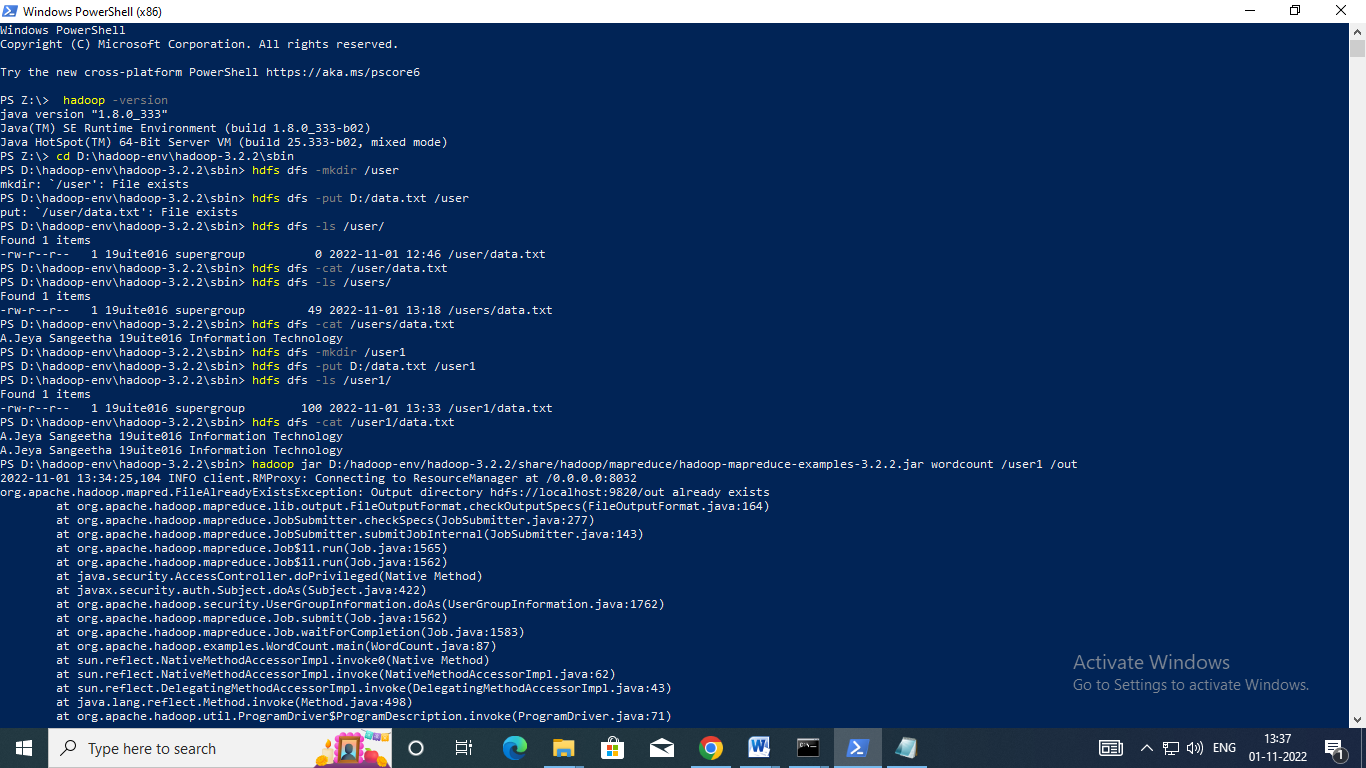 Windows PowerShell (x86)
Windows PowerShell
Copyright (C) Microsoft Corporation. All rights reserved.
Try the new cross-platform PowerShell https://aka.ms/pscore6
PS Z:\>  hadoop -version
java version "1.8.0_333"
Java(TM) SE Runtime Environment (build 1.8.0_333-b02)
Java HotSpot(TM) 64-Bit Server VM (build 25.333-b02, mixed mode)
PS Z:\> cd D:\hadoop-env\hadoop-3.2.2\sbin
PS D:\hadoop-env\hadoop-3.2.2\sbin> hdfs dfs -mkdir /user
mkdir: `/user': File exists
PS D:\hadoop-env\hadoop-3.2.2\sbin> hdfs dfs -put D:/data.txt /user
put: `/user/data.txt': File exists
PS D:\hadoop-env\hadoop-3.2.2\sbin> hdfs dfs -ls /user/
Found 1 items
-rw-r--r--   1 19uite016 supergroup          0 2022-11-01 12:46 /user/data.txt
PS D:\hadoop-env\hadoop-3.2.2\sbin> hdfs dfs -cat /user/data.txt
PS D:\hadoop-env\hadoop-3.2.2\sbin> hdfs dfs -ls /users/
Found 1 items
-rw-r--r--   1 19uite016 supergroup         49 2022-11-01 13:18 /users/data.txt
PS D:\hadoop-env\hadoop-3.2.2\sbin> hdfs dfs -cat /users/data.txt
A.Jeya Sangeetha 19uite016 Information Technology
PS D:\hadoop-env\hadoop-3.2.2\sbin> hdfs dfs -mkdir /user1
PS D:\hadoop-env\hadoop-3.2.2\sbin> hdfs dfs -put D:/data.txt /user1
PS D:\hadoop-env\hadoop-3.2.2\sbin> hdfs dfs -ls /user1/
Found 1 items
-rw-r--r--   1 19uite016 supergroup        100 2022-11-01 13:33 /user1/data.txt
PS D:\hadoop-env\hadoop-3.2.2\sbin> hdfs dfs -cat /user1/data.txt
A.Jeya Sangeetha 19uite016 Information Technology
A.Jeya Sangeetha 19uite016 Information Technology
PS D:\hadoop-env\hadoop-3.2.2\sbin> hadoop jar D:/hadoop-env/hadoop-3.2.2/share/hadoop/mapreduce/hadoop-mapreduce-examples-3.2.2.jar wordcount /user1 /out
2022-11-01 13:34:25,104 INFO client.RMProxy: Connecting to ResourceManager at /0.0.0.0:8032
org.apache.hadoop.mapred.FileAlreadyExistsException: Output directory hdfs://localhost:9820/out already exists
        at org.apache.hadoop.mapreduce.lib.output.FileOutputFormat.checkOutputSpecs(FileOutputFormat.java:164)
        at org.apache.hadoop.mapreduce.JobSubmitter.checkSpecs(JobSubmitter.java:277)
        at org.apache.hadoop.mapreduce.JobSubmitter.submitJobInternal(JobSubmitter.java:143)
        at org.apache.hadoop.mapreduce.Job$11.run(Job.java:1565)
        at org.apache.hadoop.mapreduce.Job$11.run(Job.java:1562)
        at java.security.AccessController.doPrivileged(Native Method)
        at javax.security.auth.Subject.doAs(Subject.java:422)
        at org.apache.hadoop.security.UserGroupInformation.doAs(UserGroupInformation.java:1762)
        at org.apache.hadoop.mapreduce.Job.submit(Job.java:1562)
        at org.apache.hadoop.mapreduce.Job.waitForCompletion(Job.java:1583)
        at org.apache.hadoop.examples.WordCount.main(WordCount.java:87)
        at sun.reflect.NativeMethodAccessorImpl.invoke0(Native Method)
        at sun.reflect.NativeMethodAccessorImpl.invoke(NativeMethodAccessorImpl.java:62)
        at sun.reflect.DelegatingMethodAccessorImpl.invoke(DelegatingMethodAccessorImpl.java:43)
        at java.lang.reflect.Method.invoke(Method.java:498)
        at org.apache.hadoop.util.ProgramDriver$ProgramDescription.invoke(ProgramDriver.java:71)
Activate Windows
Go to Settings to activate Windows.
Type here to search
ENG
13:37
01-11-2022
1